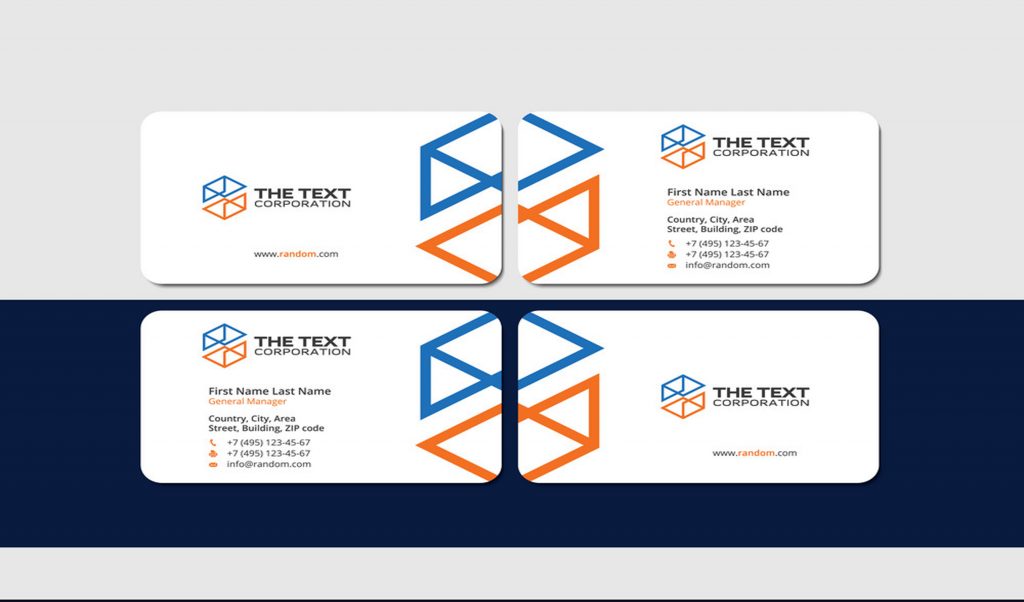 THE TEXT
CORPORATION
www.random.com
THE TEXT
CORPORATION
First Name Last Name
General Manager
Country, City, Area
Street, Building, ZIP code
+7 (495) 123-45-67
+7 (495) 123-45-67
info@random.com
THE TEXT
CORPORATION
First Name Last Name
General Manager
Country, City, Area
Street, Building, ZIP code
+7 (495) 123-45-67
+7 (495) 123-45-67
info@random.com
THE TEXT
CORPORATION
www.random.com